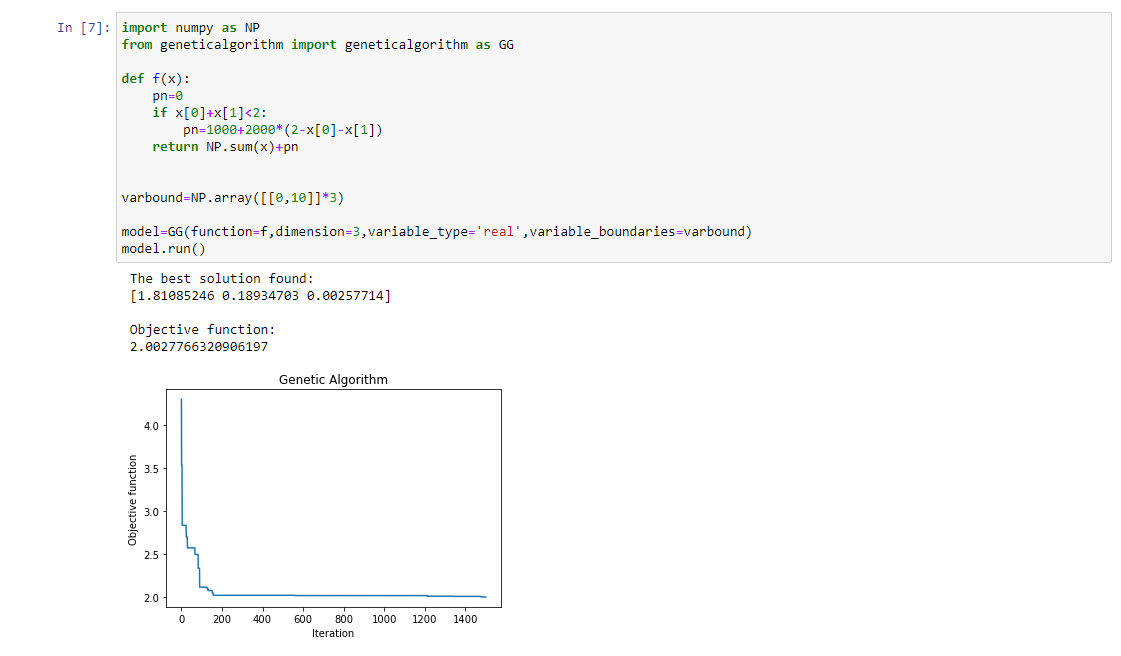 In [7]: import numpy as NP
from geneticalgorithm import geneticalgorithm as GG
def f(x):
    pn=0
    if x[0]+x[1]<2:
        pn=1000+2000*(2-x[0]-x[1])
    return NP.sum(x)+pn
varbound=NP.array([[0,10]]*3)
model=GG(function=f,dimension=3,variable_type='real',variable_boundaries=varbound)
model.run()
The best solution found:
[1.81085246 0.18934703 0.00257714]
Objective function:
2.0027766320906197
Genetic Algorithm
Objective function
4.0
3.5
3.0
2.5
2.0
0 200 400 600 800 1000 1200 1400
Iteration